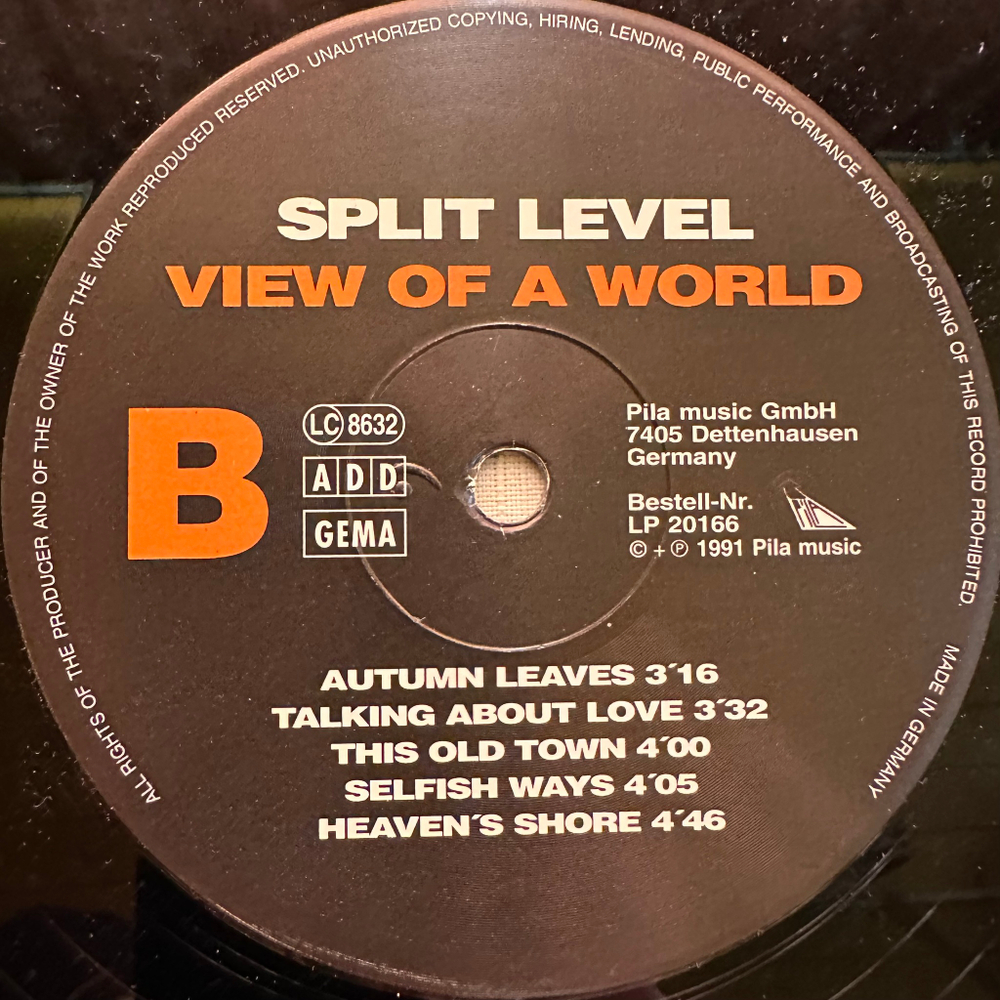 ALL RIGHTS OF THE PRODUCER AND OF THE OWNER OF THE WORK REPRODUCED RESERVED. UNAUTHORIZED COPYING, HIRING, LENDING, PUBLIC PERFORMANCE AND BROADCASTING OF THIS RECORD PROHIBITED.
MADE IN GERMANY
SPLIT LEVEL
VIEW OF A WORLD
B
LC 8632
ADD
GEMA
Pila music GmbH
7405 Dettenhausen
Germany
Bestell-Nr.
LP 20166
© + ℗ 1991 Pila music
AUTUMN LEAVES 3´16
TALKING ABOUT LOVE 3´32
THIS OLD TOWN 4´00
SELFISH WAYS 4´05
HEAVEN´S SHORE 4´46